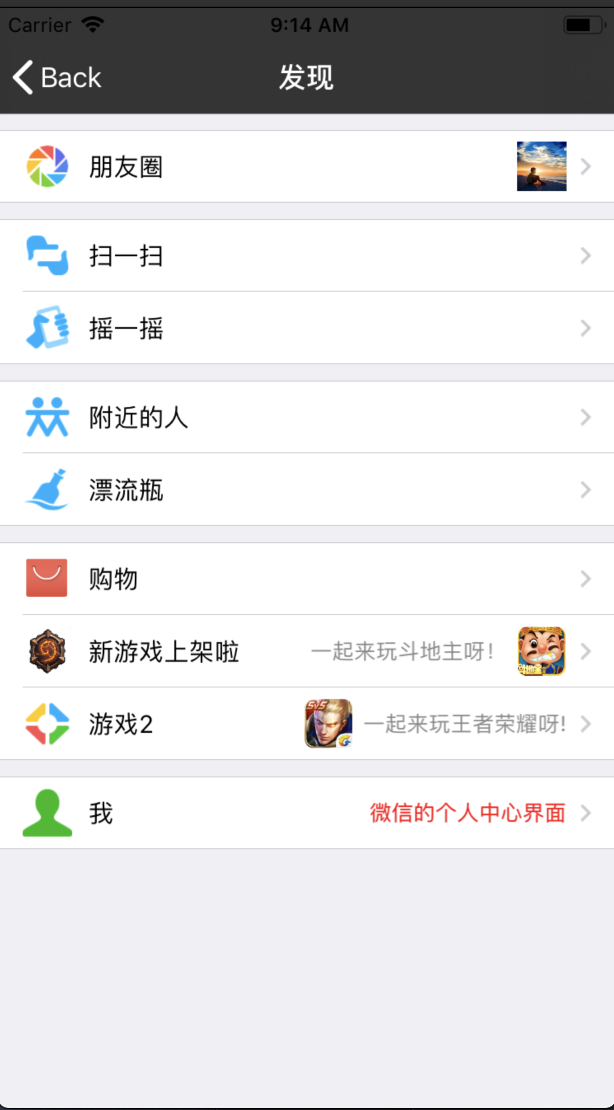 Carrier 9:14 AM
Back 发现
朋友圈
扫一扫
摇一摇
附近的人
漂流瓶
购物
新游戏上架啦 一起来玩斗地主呀！
游戏2 5V5 一起来玩王者荣耀呀!
我 微信的个人中心界面